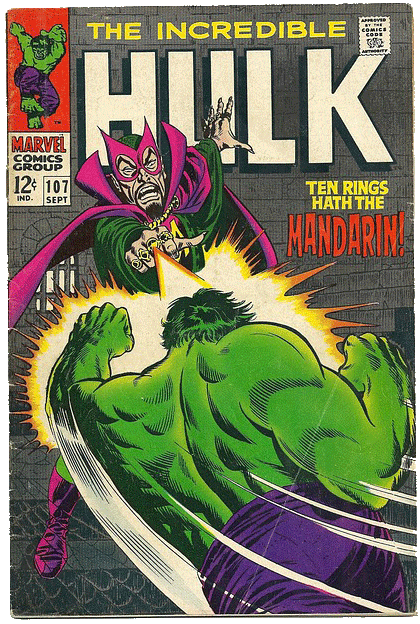 THE INCREDIBLE
HULK
APPROVED
BY THE
COMICS
CODE
AUTHORITY
MARVEL
COMICS
GROUP
12¢
IND.
107
SEPT
TEN RINGS
HATH THE
MANDARIN!